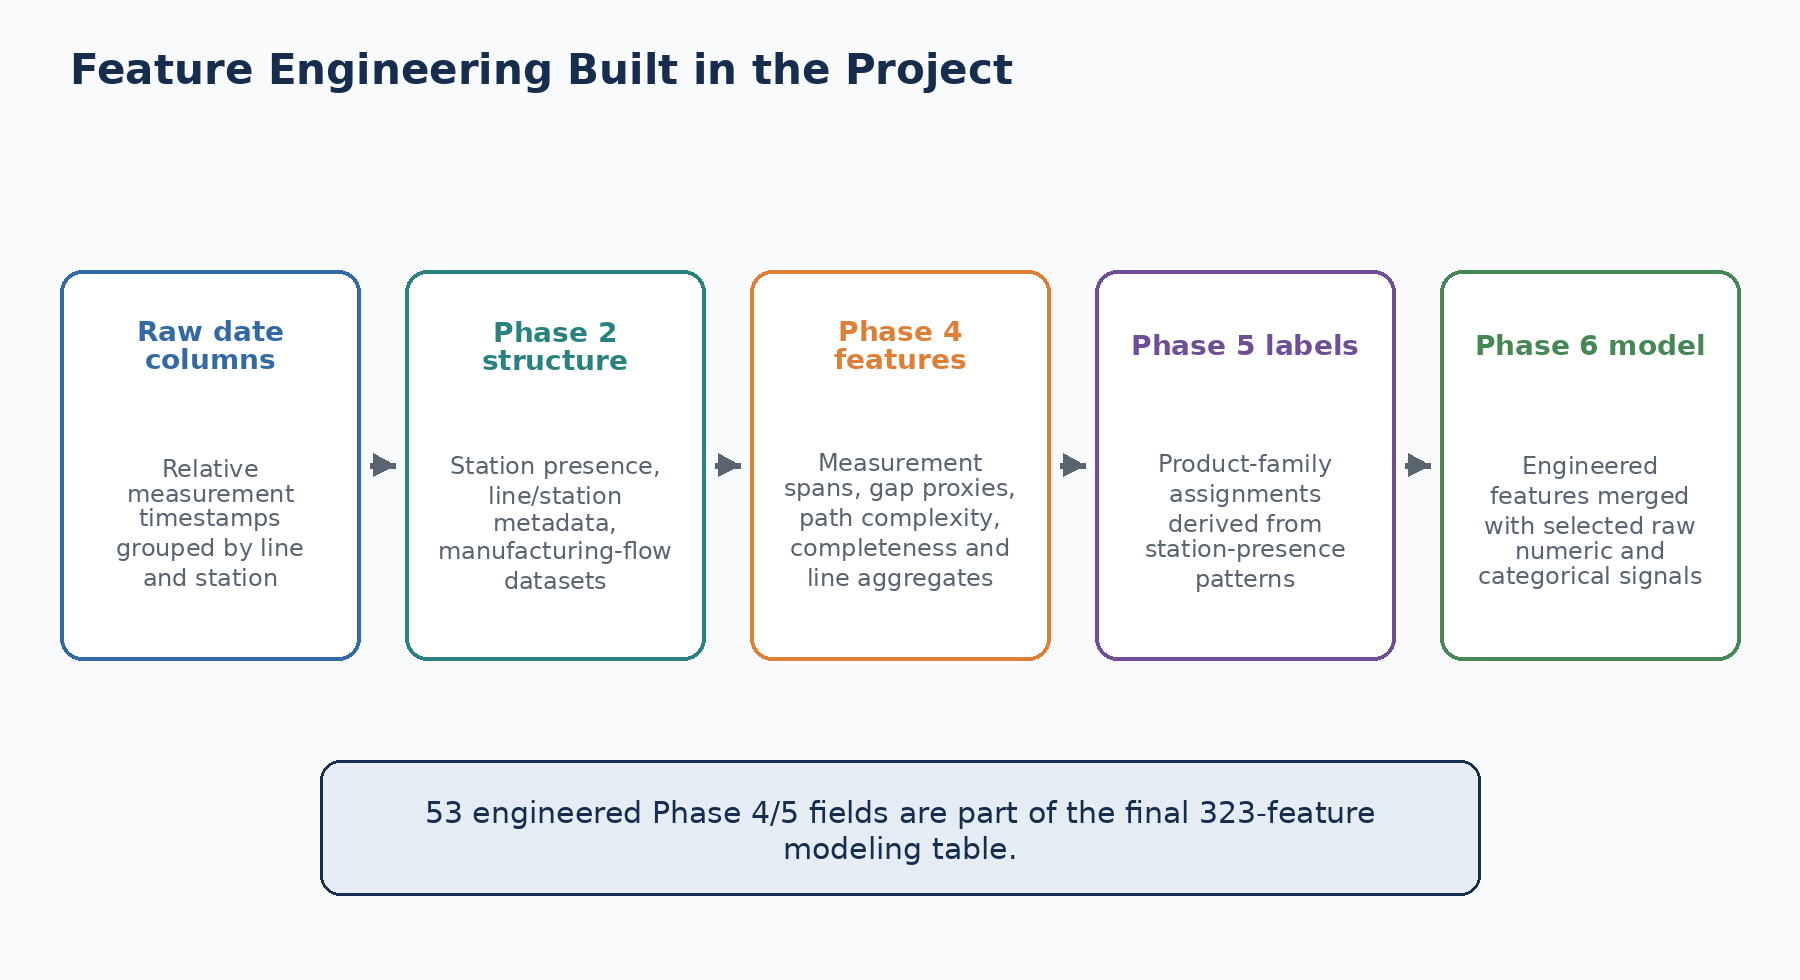 Feature Engineering Built in the Project
Raw date
columns
Relative
measurement
timestamps
grouped by line
and station
Phase 2
structure
Station presence,
line/station
metadata,
manufacturing-flow
datasets
Phase 4
features
Measurement
spans, gap proxies,
path complexity,
completeness and
line aggregates
Phase 5 labels
Product-family
assignments
derived from
station-presence
patterns
Phase 6 model
Engineered
features merged
with selected raw
numeric and
categorical signals
53 engineered Phase 4/5 fields are part of the final 323-feature
modeling table.